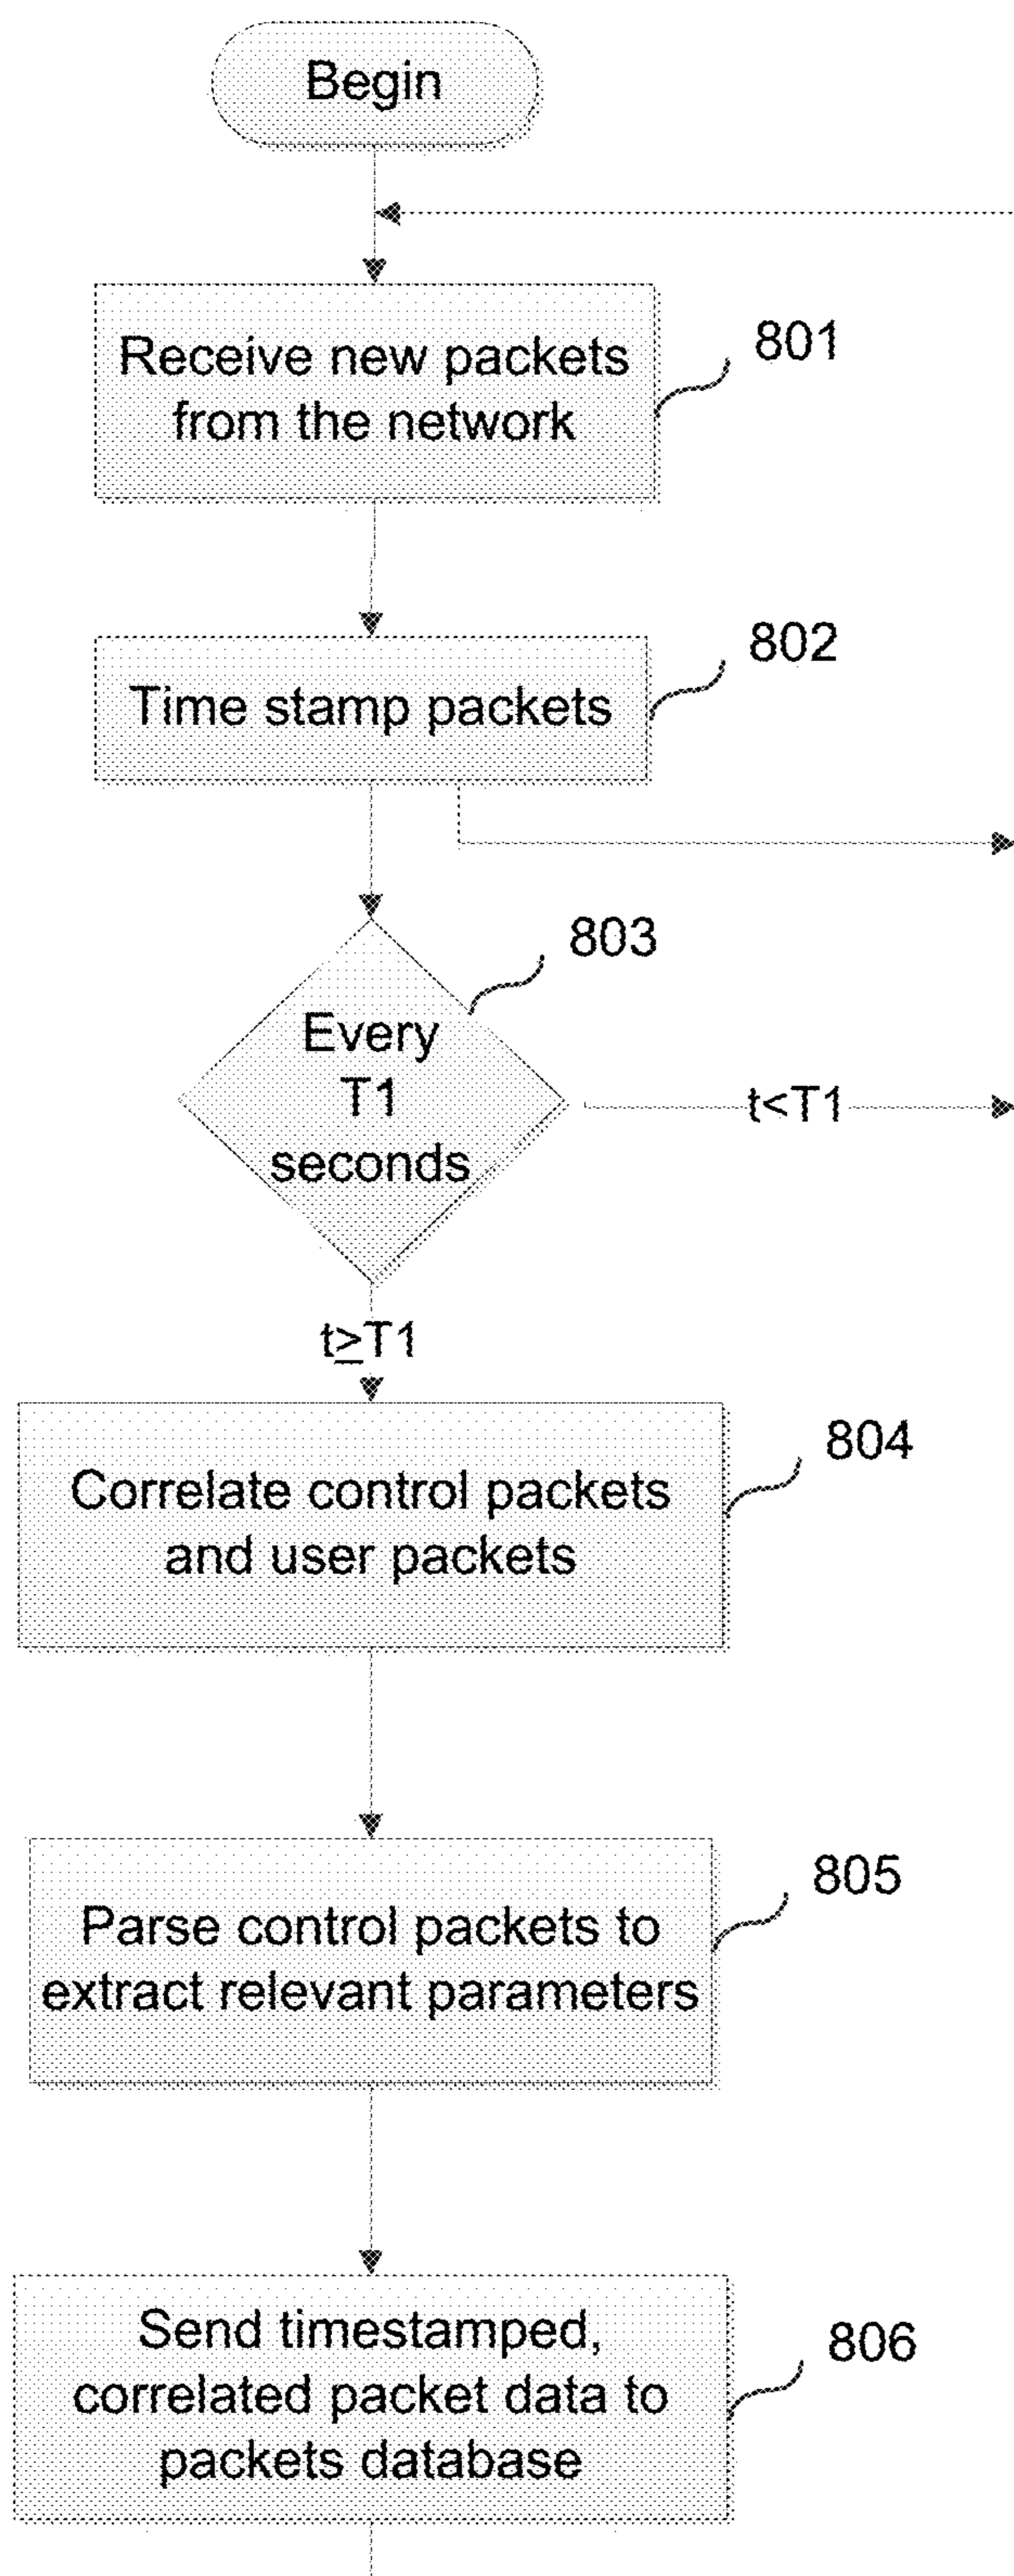 Begin
Receive new packets
from the network
801
Time stamp packets
802
Every
T1
seconds
803
t<T1
t≥T1
Correlate control packets
and user packets
804
Parse control packets to
extract relevant parameters
805
Send timestamped,
correlated packet data to
packets database
806